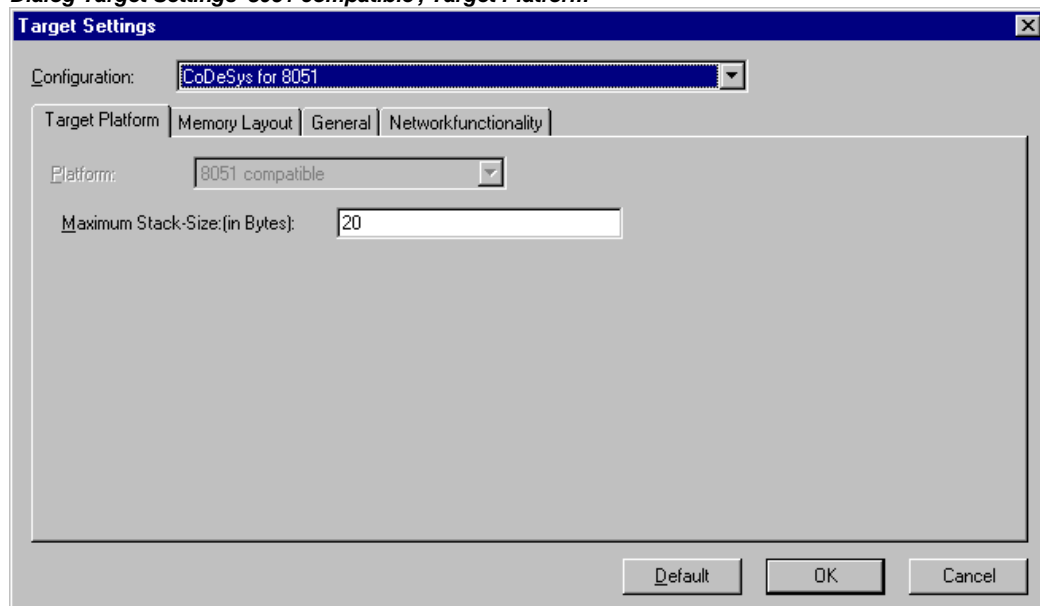 Dialog Target Settings '8051 compatible', Target Platform
Target Settings
Configuration: CoDeSys for 8051
Target Platform Memory Layout General Networkfunctionality
Platform: 8051 compatible
Maximum Stack-Size:(in Bytes): 20
Default OK Cancel